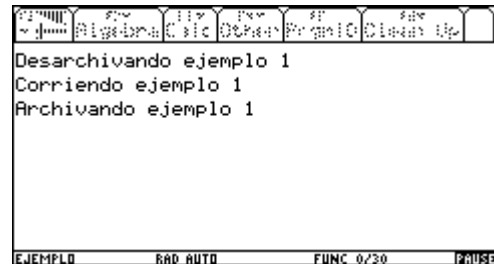 Algebra Calc Other PrgmIO Clean Up
Desarchivando ejemplo 1
Corriendo ejemplo 1
Archivando ejemplo 1
EJEMPLO RAD AUTO FUNC 0/30 PAUSE